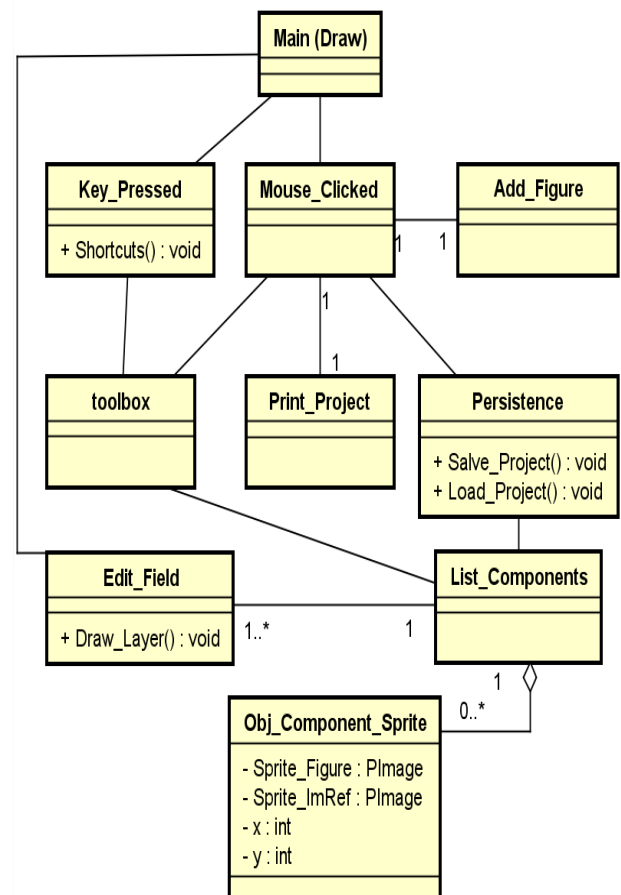 Main (Draw)
Key_Pressed
+ Shortcuts() : void
Mouse_Clicked
Add_Figure
1
1
1
1
toolbox
Print_Project
Persistence
+ Salve_Project() : void
+ Load_Project() : void
Edit_Field
+ Draw_Layer() : void
1..*
1
List_Components
1
0..*
Obj_Component_Sprite
- Sprite_Figure : PImage
- Sprite_ImRef : PImage
- x : int
- y : int